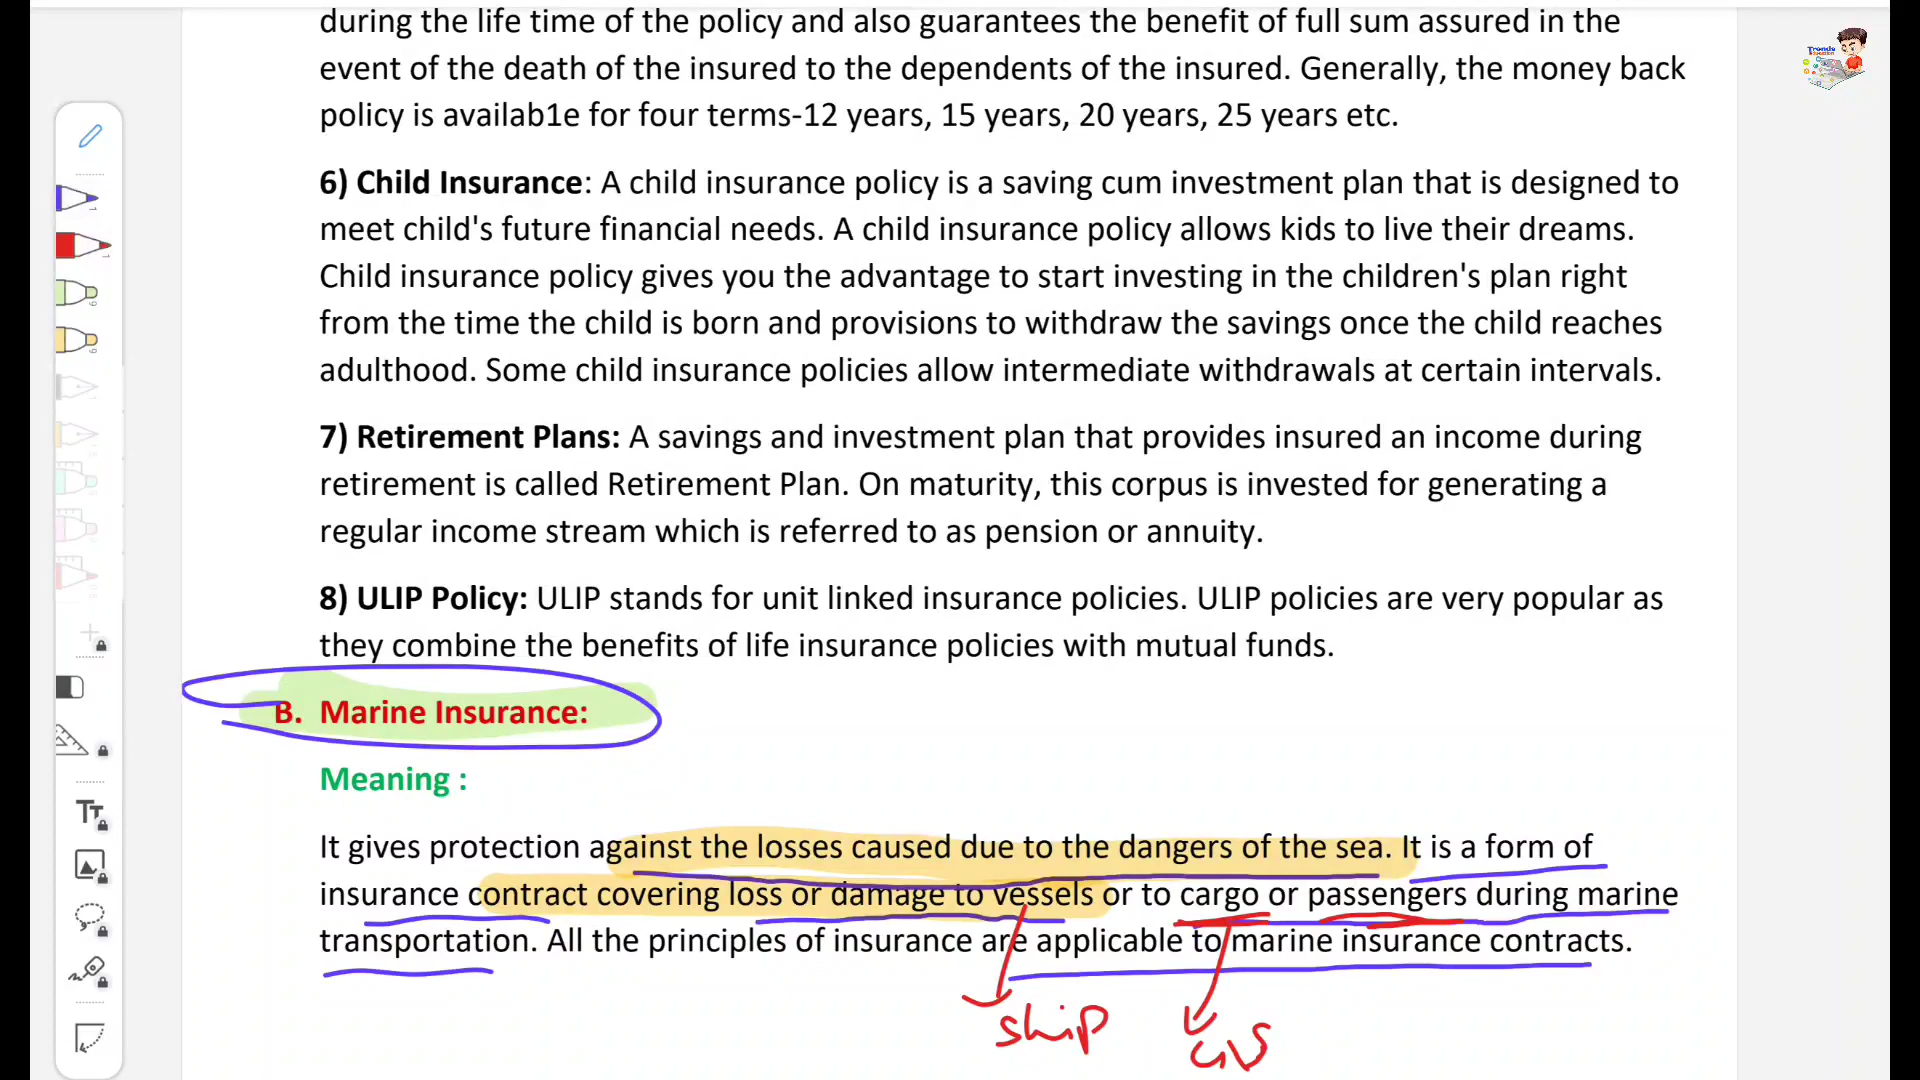 during the life time of the policy and also guarantees the benefit of full sum assured in the
event of the death of the insured to the dependents of the insured. Generally, the money back
policy is availab1e for four terms-12 years, 15 years, 20 years, 25 years etc.
6) Child Insurance: A child insurance policy is a saving cum investment plan that is designed to
meet child's future financial needs. A child insurance policy allows kids to live their dreams.
Child insurance policy gives you the advantage to start investing in the children's plan right
from the time the child is born and provisions to withdraw the savings once the child reaches
adulthood. Some child insurance policies allow intermediate withdrawals at certain intervals.
7) Retirement Plans: A savings and investment plan that provides insured an income during
retirement is called Retirement Plan. On maturity, this corpus is invested for generating a
regular income stream which is referred to as pension or annuity.
8) ULIP Policy: ULIP stands for unit linked insurance policies. ULIP policies are very popular as
they combine the benefits of life insurance policies with mutual funds.
B. Marine Insurance:
Meaning :
It gives protection against the losses caused due to the dangers of the sea. It is a form of
insurance contract covering loss or damage to vessels or to cargo or passengers during marine
transportation. All the principles of insurance are applicable to marine insurance contracts.
ship
Trends